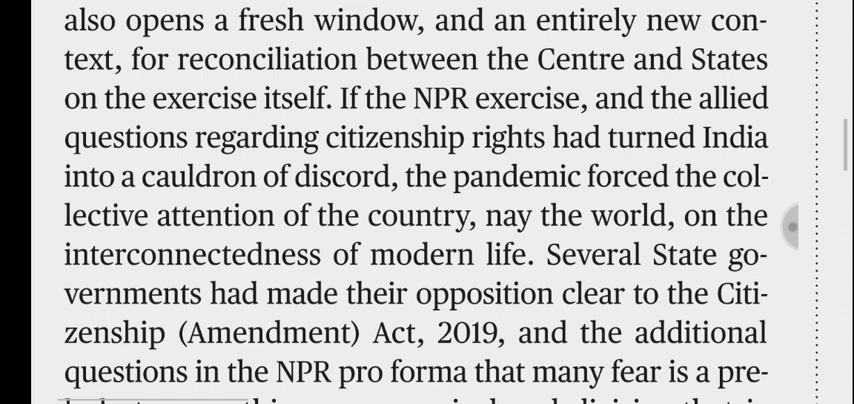 also opens a fresh window, and an entirely new con-
text, for reconciliation between the Centre and States
on the exercise itself. If the NPR exercise, and the allied
questions regarding citizenship rights had turned India
into a cauldron of discord, the pandemic forced the col-
lective attention of the country, nay the world, on the
interconnectedness of modern life. Several State go-
vernments had made their opposition clear to the Citi-
zenship (Amendment) Act, 2019, and the additional
questions in the NPR pro forma that many fear is a pre-